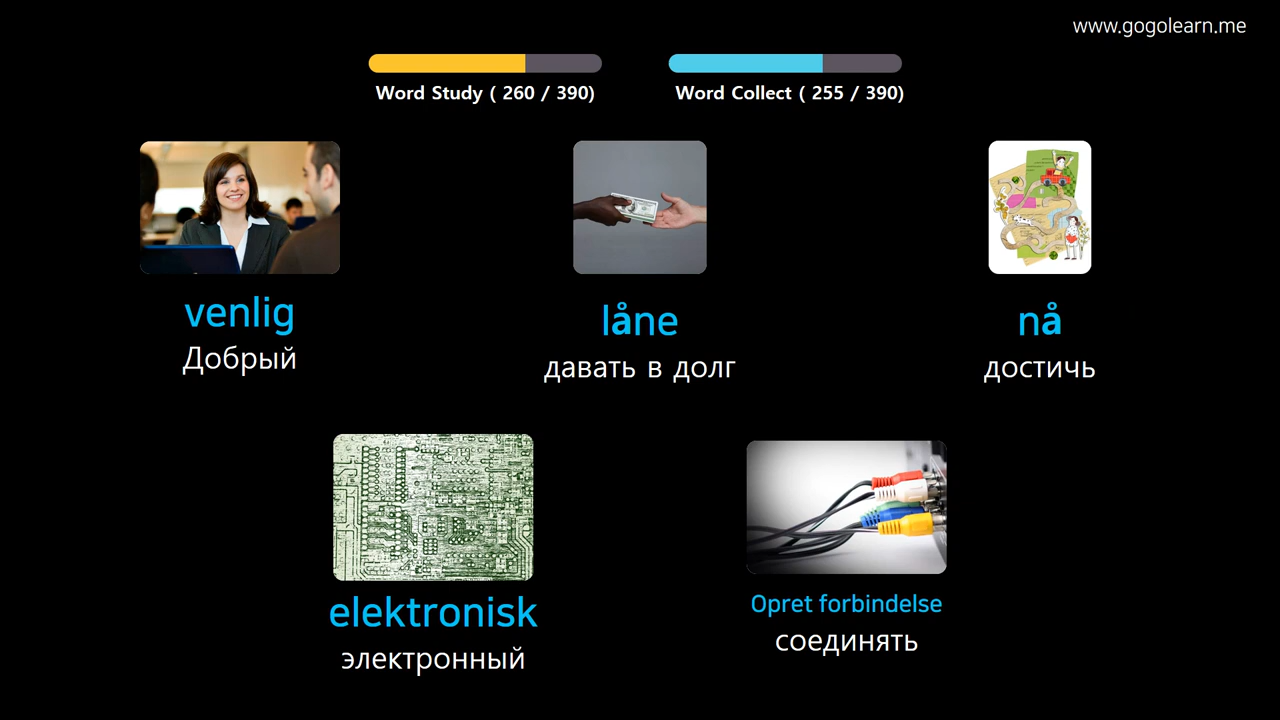 www.gogolearn.me
Word Study ( 260 / 390)
Word Collect ( 255 / 390)
venlig
Добрый
låne
давать в долг
nå
достичь
elektronisk
электронный
Opret forbindelse
соединять